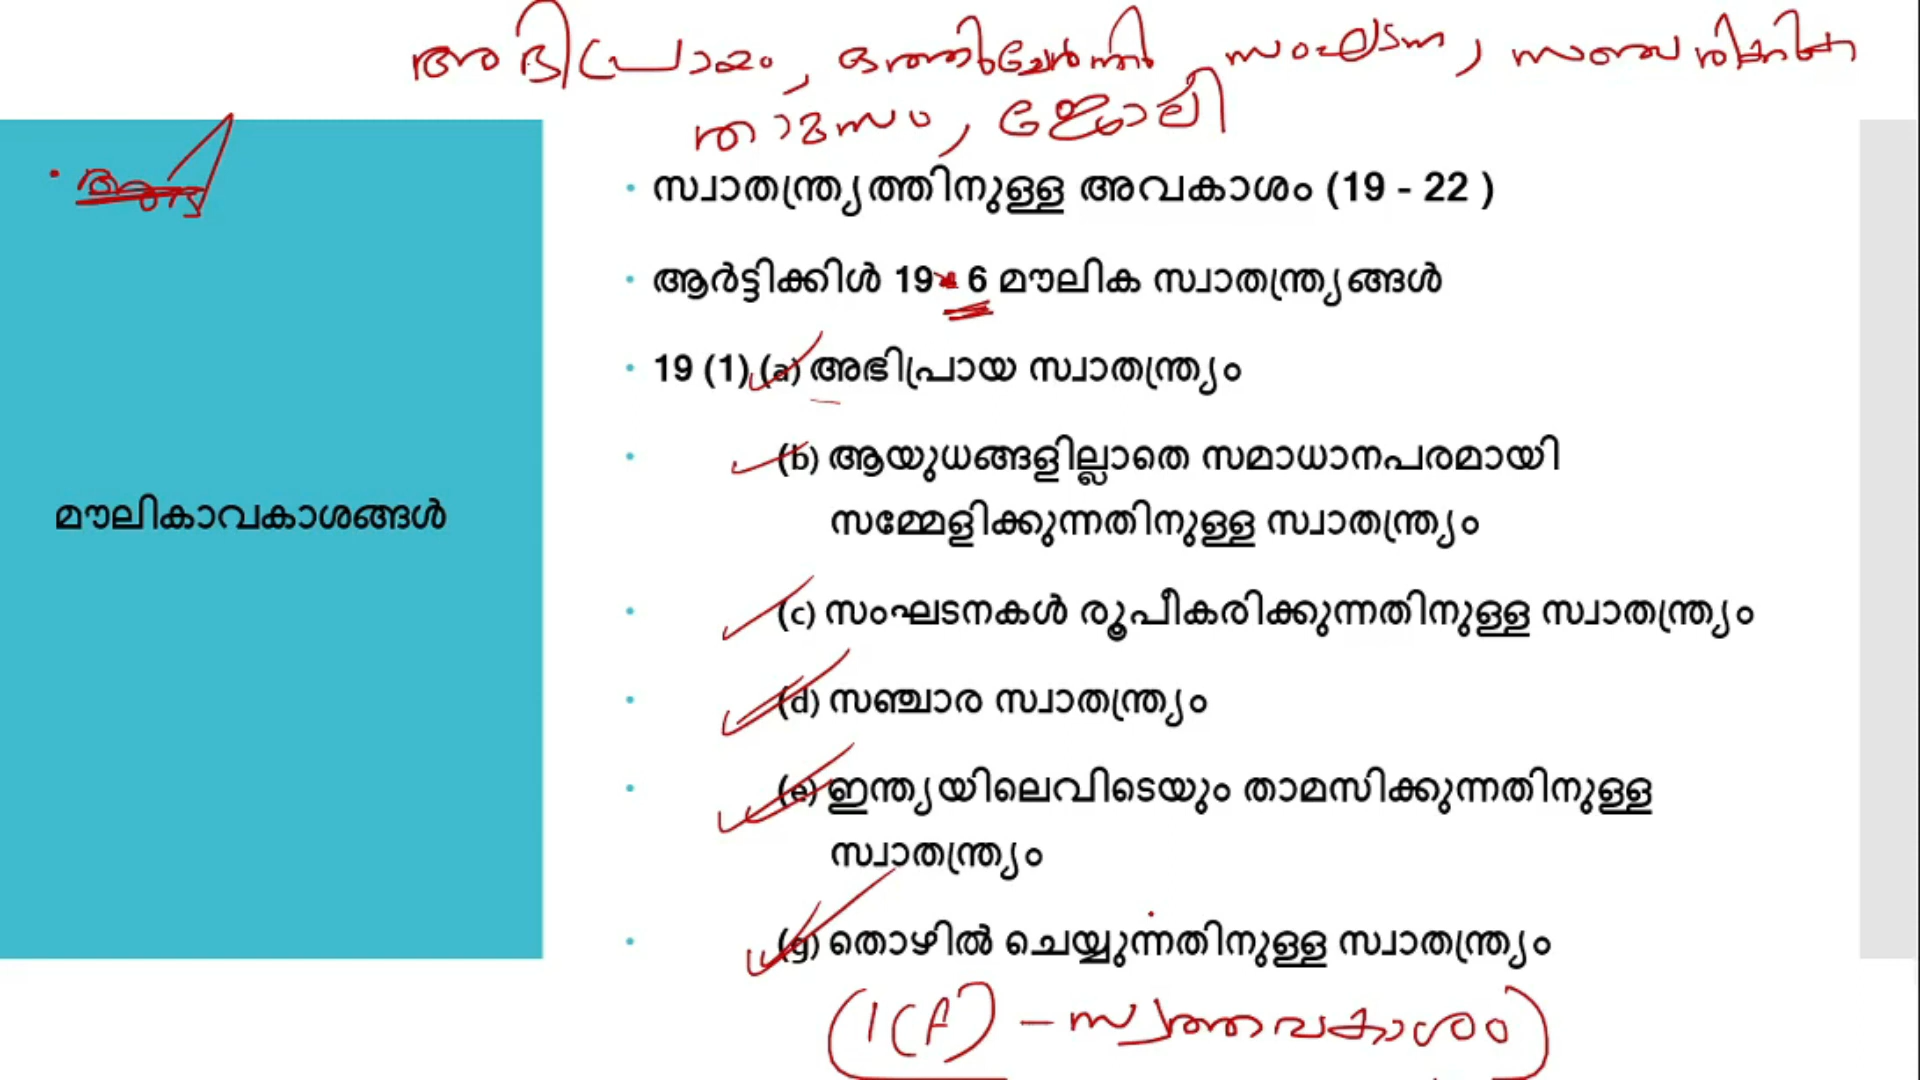 അഭിപ്രായം, ഒത്തുചേർന്ന്, സംഘടന, സഞ്ചരിക്കുക
താമസം, ജോലി
സ്വാതന്ത്ര്യത്തിനുള്ള അവകാശം (19 - 22 )
ആർട്ടിക്കിൾ 19 - 6 മൗലിക സ്വാതന്ത്ര്യങ്ങൾ
19 (1) (a) അഭിപ്രായ സ്വാതന്ത്ര്യം
(b) ആയുധങ്ങളില്ലാതെ സമാധാനപരമായി
സമ്മേളിക്കുന്നതിനുള്ള സ്വാതന്ത്ര്യം
(c) സംഘടനകൾ രൂപീകരിക്കുന്നതിനുള്ള സ്വാതന്ത്ര്യം
(d) സഞ്ചാര സ്വാതന്ത്ര്യം
(e) ഇന്ത്യയിലെവിടെയും താമസിക്കുന്നതിനുള്ള
സ്വാതന്ത്ര്യം
(g) തൊഴിൽ ചെയ്യുന്നതിനുള്ള സ്വാതന്ത്ര്യം
മൗലികാവകാശങ്ങൾ
1(f) - സ്വത്തവകാശം